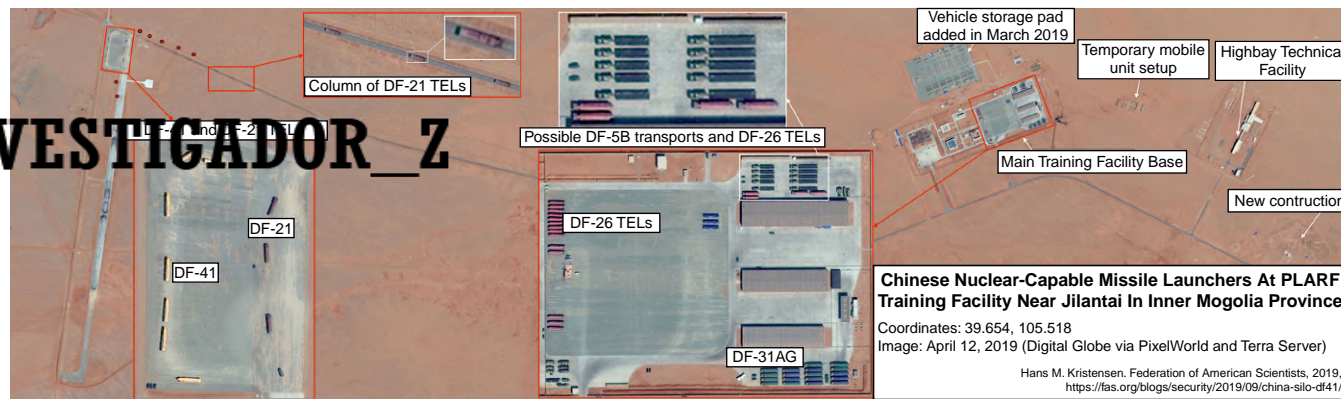 Vehicle storage pad
added in March 2019
Temporary mobile
unit setup
Highbay Technical
Facility
Column of DF-21 TELs
VESTIGADOR_Z
Possible DF-5B transports and DF-26 TELs
Main Training Facility Base
New contruction
DF-26 TELs
DF-21
DF-41
DF-31AG
Chinese Nuclear-Capable Missile Launchers At PLARF
Training Facility Near Jilantai In Inner Mogolia Province
Coordinates: 39.654, 105.518
Image: April 12, 2019 (Digital Globe via PixelWorld and Terra Server)
Hans M. Kristensen. Federation of American Scientists, 2019,
https://fas.org/blogs/security/2019/09/china-silo-df41/